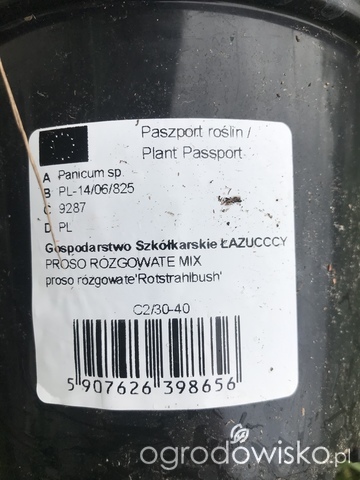 Paszport roślin /
Plant Passport
A Panicum sp.
B PL-14/06/825
C 9287
D PL
Gospodarstwo Szkółkarskie ŁAZUCCCY
PROSO RÓZGOWATE MIX
proso rózgowate'Rotstrahlbush'
C2/30-40
5 907626 398656
ogrodowisko.pl